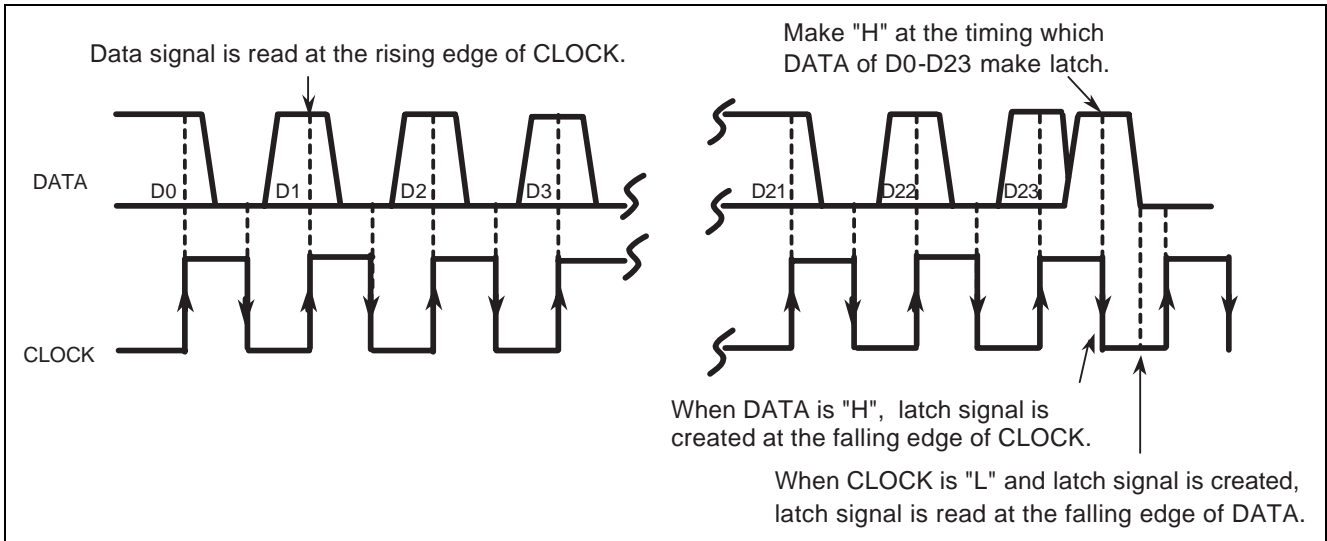 Data signal is read at the rising edge of CLOCK.
Make "H" at the timing which
DATA of D0-D23 make latch.
DATA
D0
D1
D2
D3
D21
D22
D23
CLOCK
When DATA is "H", latch signal is
created at the falling edge of CLOCK.
When CLOCK is "L" and latch signal is created,
latch signal is read at the falling edge of DATA.